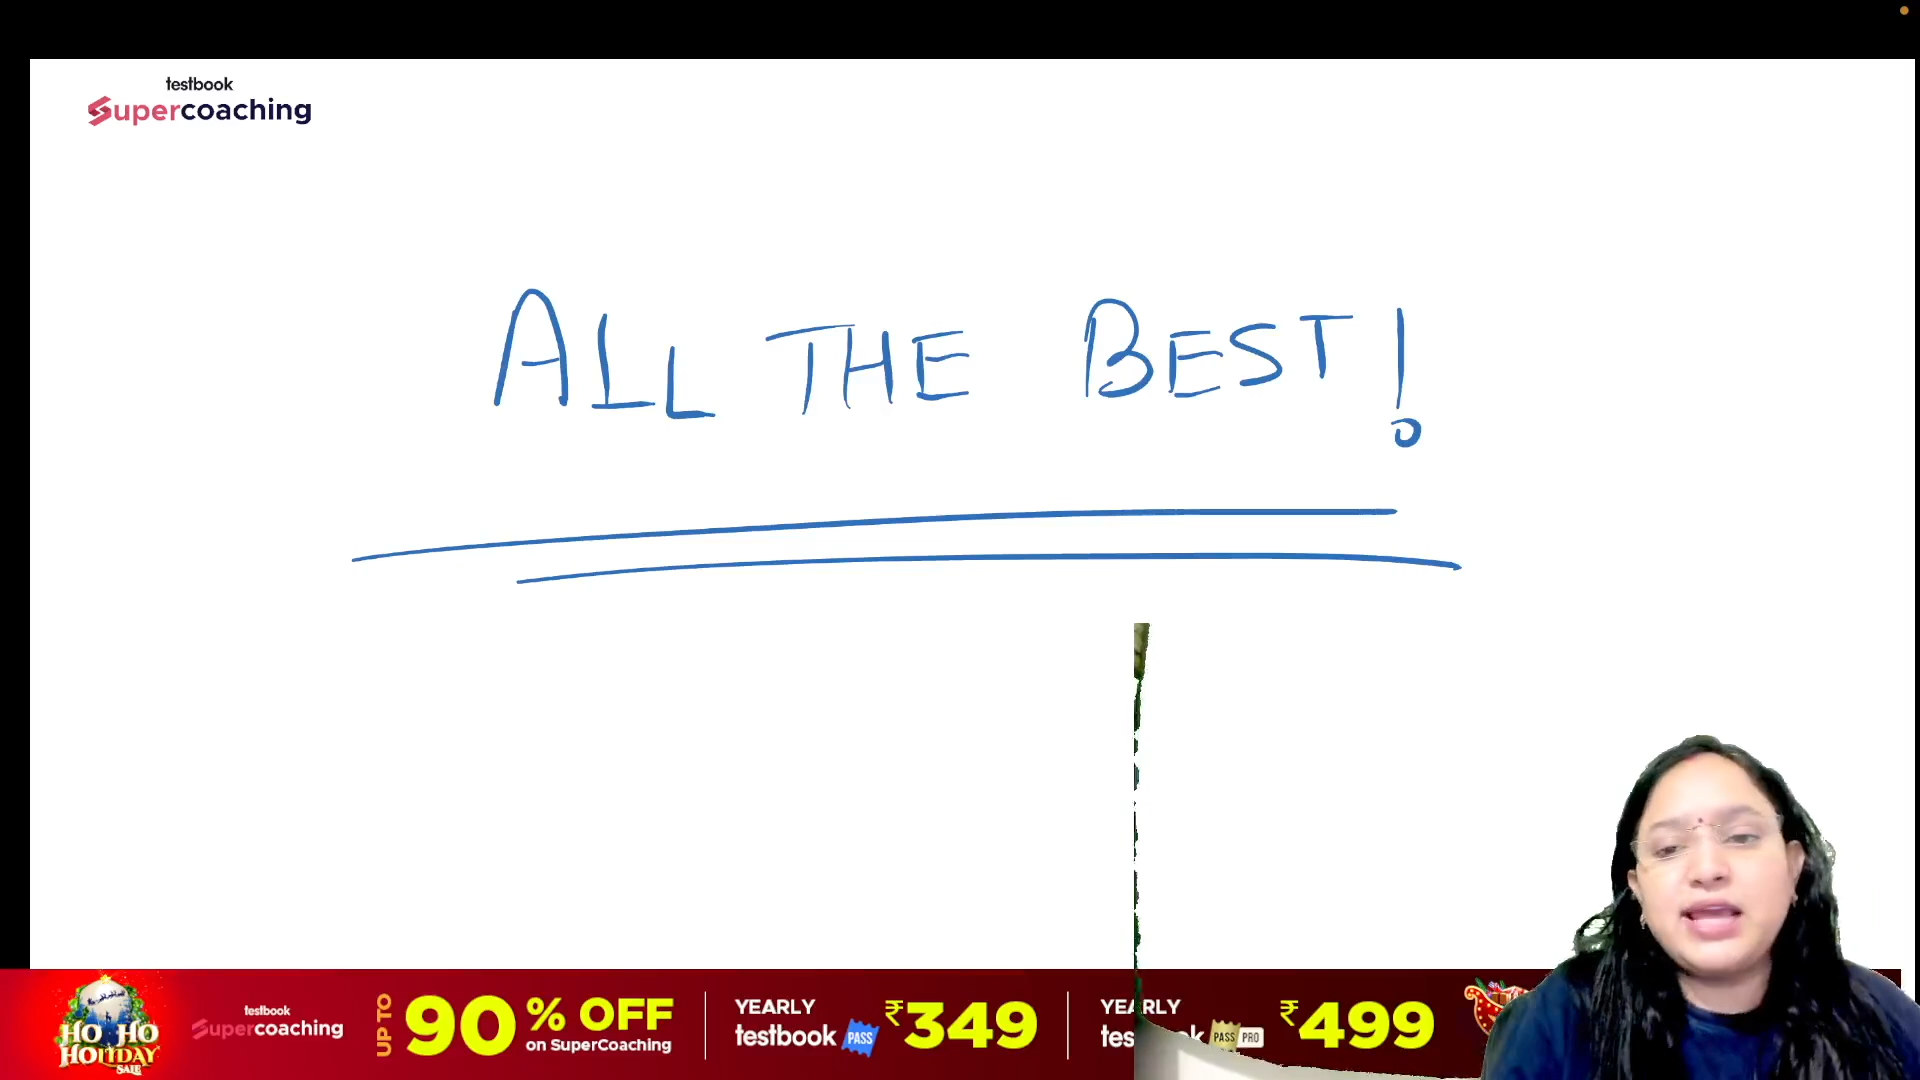 testbook
Supercoaching
ALL THE BEST!
HO HO
HOLIDAY
SALE
testbook
Supercoaching
UP TO
90% OFF
on SuperCoaching
YEARLY
testbook PASS
₹349
YEARLY
tes k PASS PRO
₹499